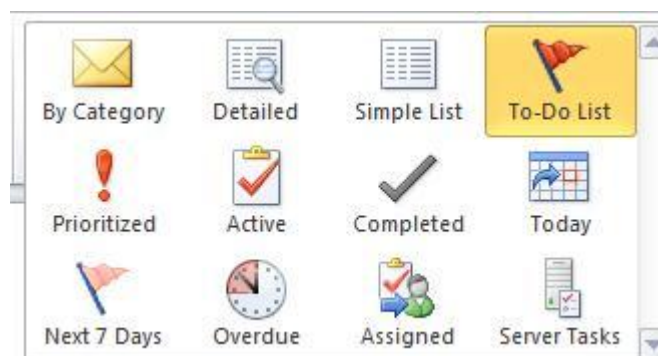 By Category Detailed Simple List To-Do List
Prioritized Active Completed Today
Next 7 Days Overdue Assigned Server Tasks